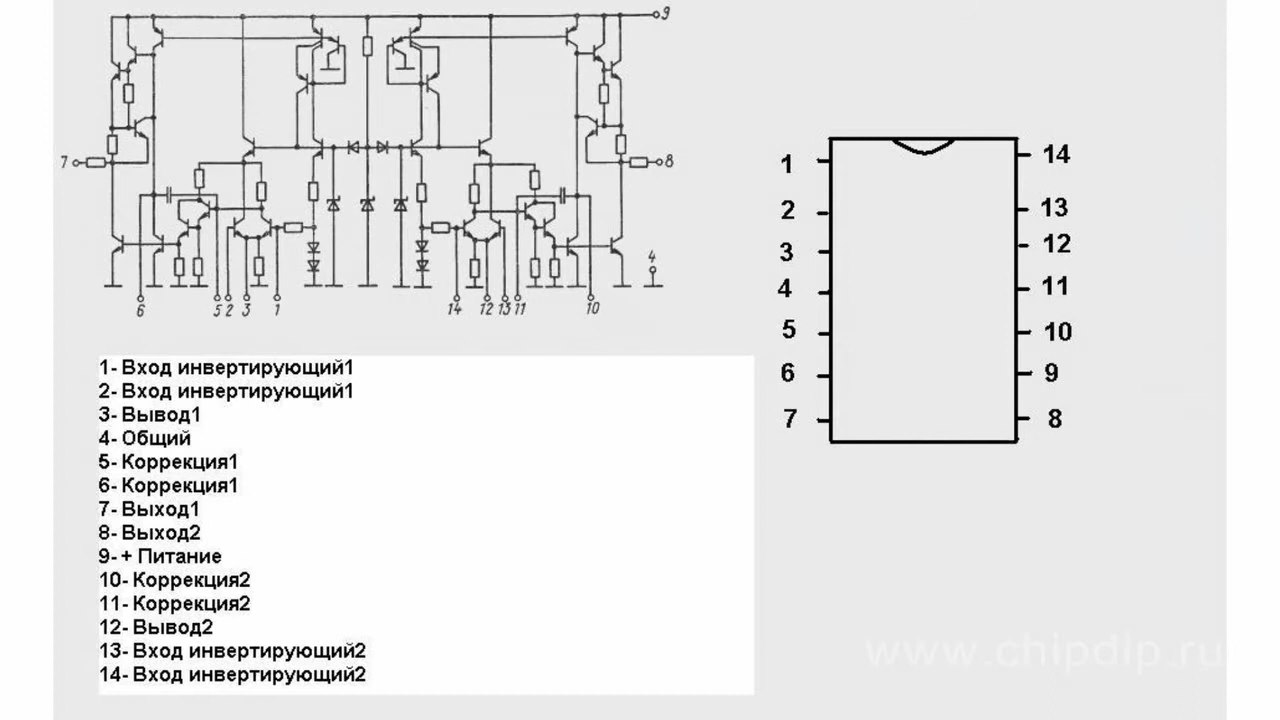 9
7
8
4
6
5 2 3 1
14 12 13 11
10
1- Вход инвертирующий1
2- Вход инвертирующий1
3- Вывод1
4- Общий
5- Коррекция1
6- Коррекция1
7- Выход1
8- Выход2
9- + Питание
10- Коррекция2
11- Коррекция2
12- Вывод2
13- Вход инвертирующий2
14- Вход инвертирующий2
1 14
2 13
3 12
4 11
5 10
6 9
7 8
www.chipdip.ru